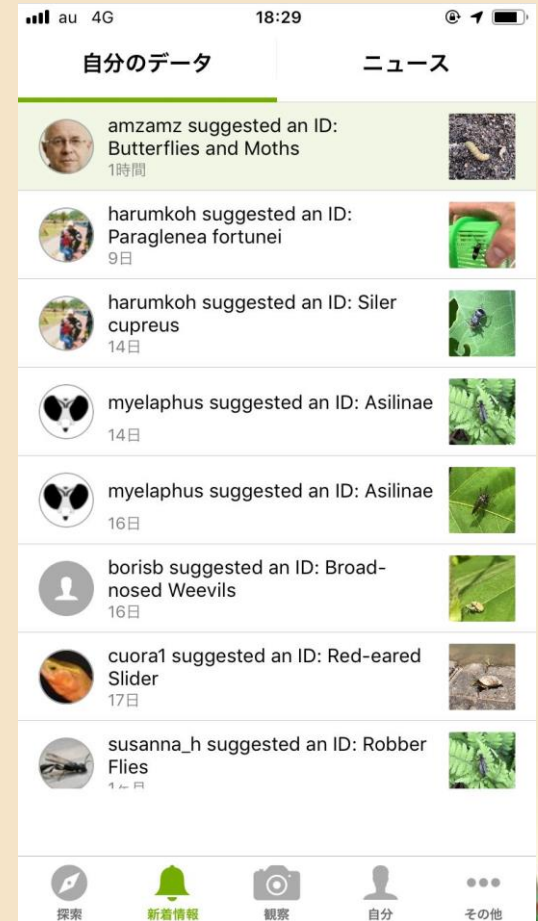 au 4G 18:29
自分のデータ ニュース
amzamz suggested an ID:
Butterflies and Moths
1時間
harumkoh suggested an ID:
Paraglenea fortunei
9日
harumkoh suggested an ID: Siler
cupreus
14日
myelaphus suggested an ID: Asilinae
14日
myelaphus suggested an ID: Asilinae
16日
borisb suggested an ID: Broad-
nosed Weevils
16日
cuora1 suggested an ID: Red-eared
Slider
17日
susanna_h suggested an ID: Robber
Flies
1ヶ月
探索 新着情報 観察 自分 その他